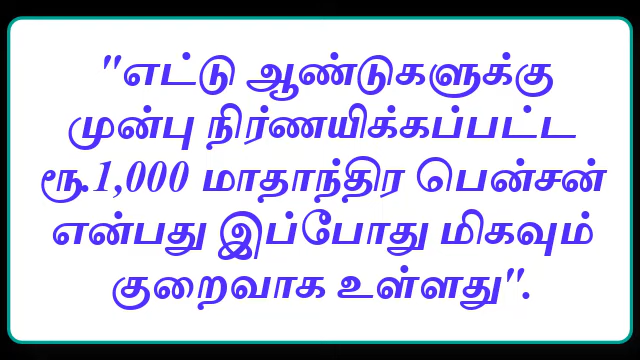 "எட்டு ஆண்டுகளுக்கு
முன்பு நிர்ணயிக்கப்பட்ட
ரூ.1,000 மாதாந்திர பென்சன்
என்பது இப்போது மிகவும்
குறைவாக உள்ளது".